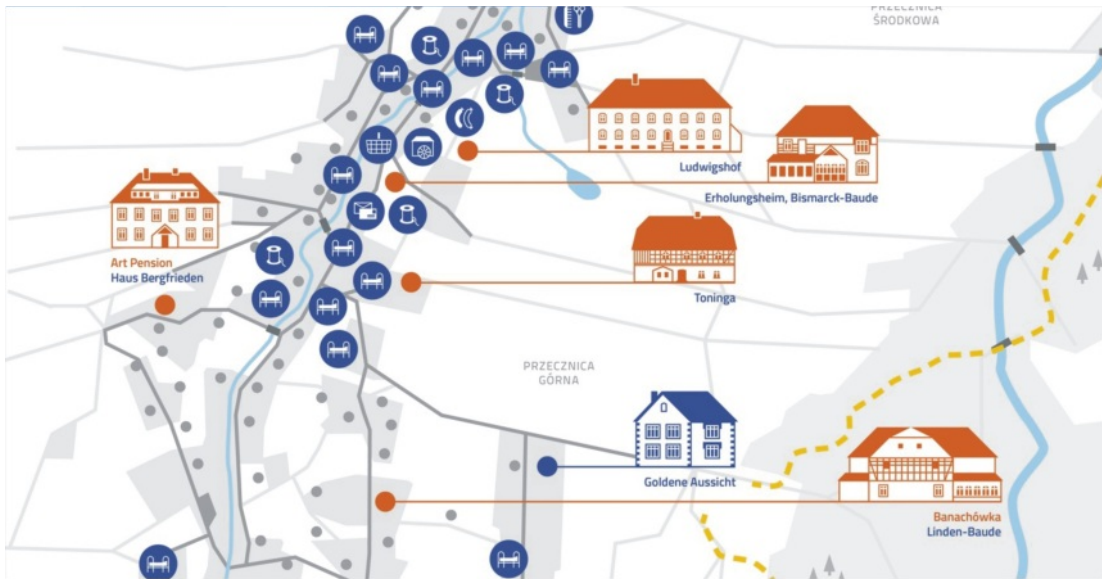 PRZECZNICA
ŚRODKOWA
Ludwigshof
Erholungsheim, Bismarck-Baude
Art Pension
Haus Bergfrieden
Toninga
PRZECZNICA
GÓRNA
Goldene Aussicht
Banachówka
Linden-Baude